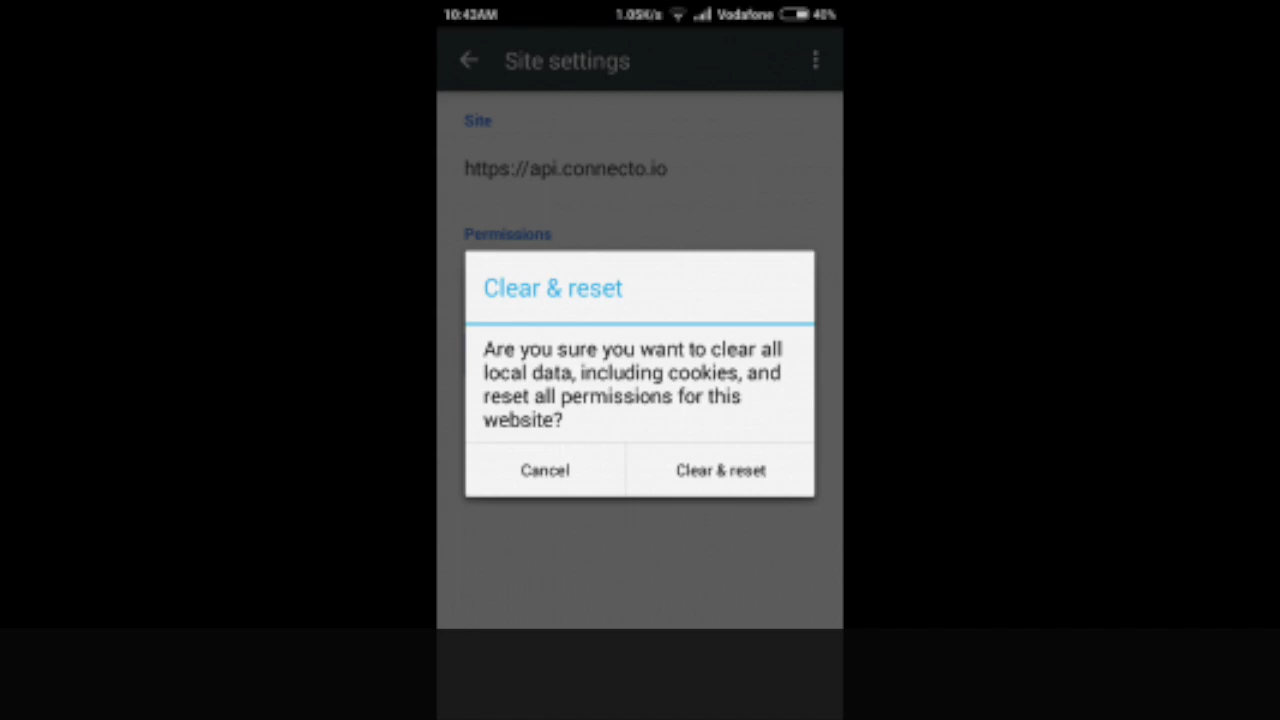 10:43AM 1.05K/s Vodafone 40%
Site settings
Site
https://api.connecto.io
Permissions
Clear & reset
Are you sure you want to clear all
local data, including cookies, and
reset all permissions for this
website?
Cancel Clear & reset